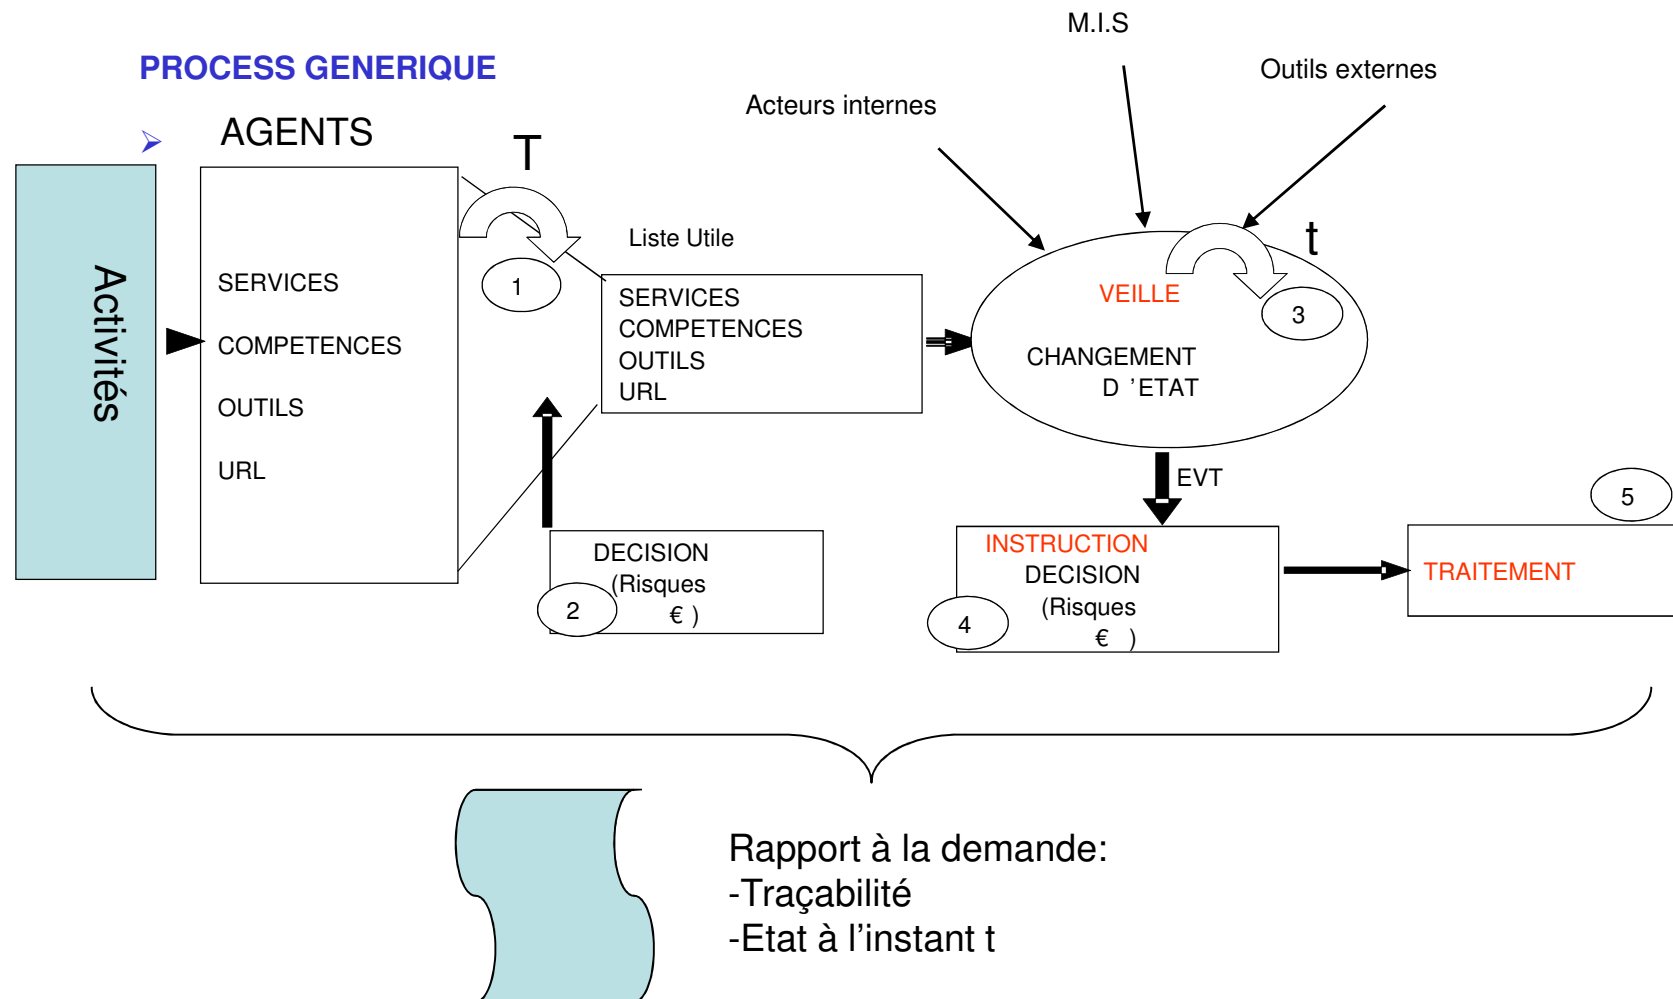 M.I.S
PROCESS GENERIQUE
Outils externes
Acteurs internes
AGENTS
T
Activités
SERVICES
COMPETENCES
OUTILS
URL
1
Liste Utile
SERVICES
COMPETENCES
OUTILS
URL
t
VEILLE
3
CHANGEMENT
D ’ETAT
EVT
DECISION
(Risques
€ )
2
INSTRUCTION
DECISION
(Risques
€ )
4
5
TRAITEMENT
Rapport à la demande:
-Traçabilité
-Etat à l’instant t